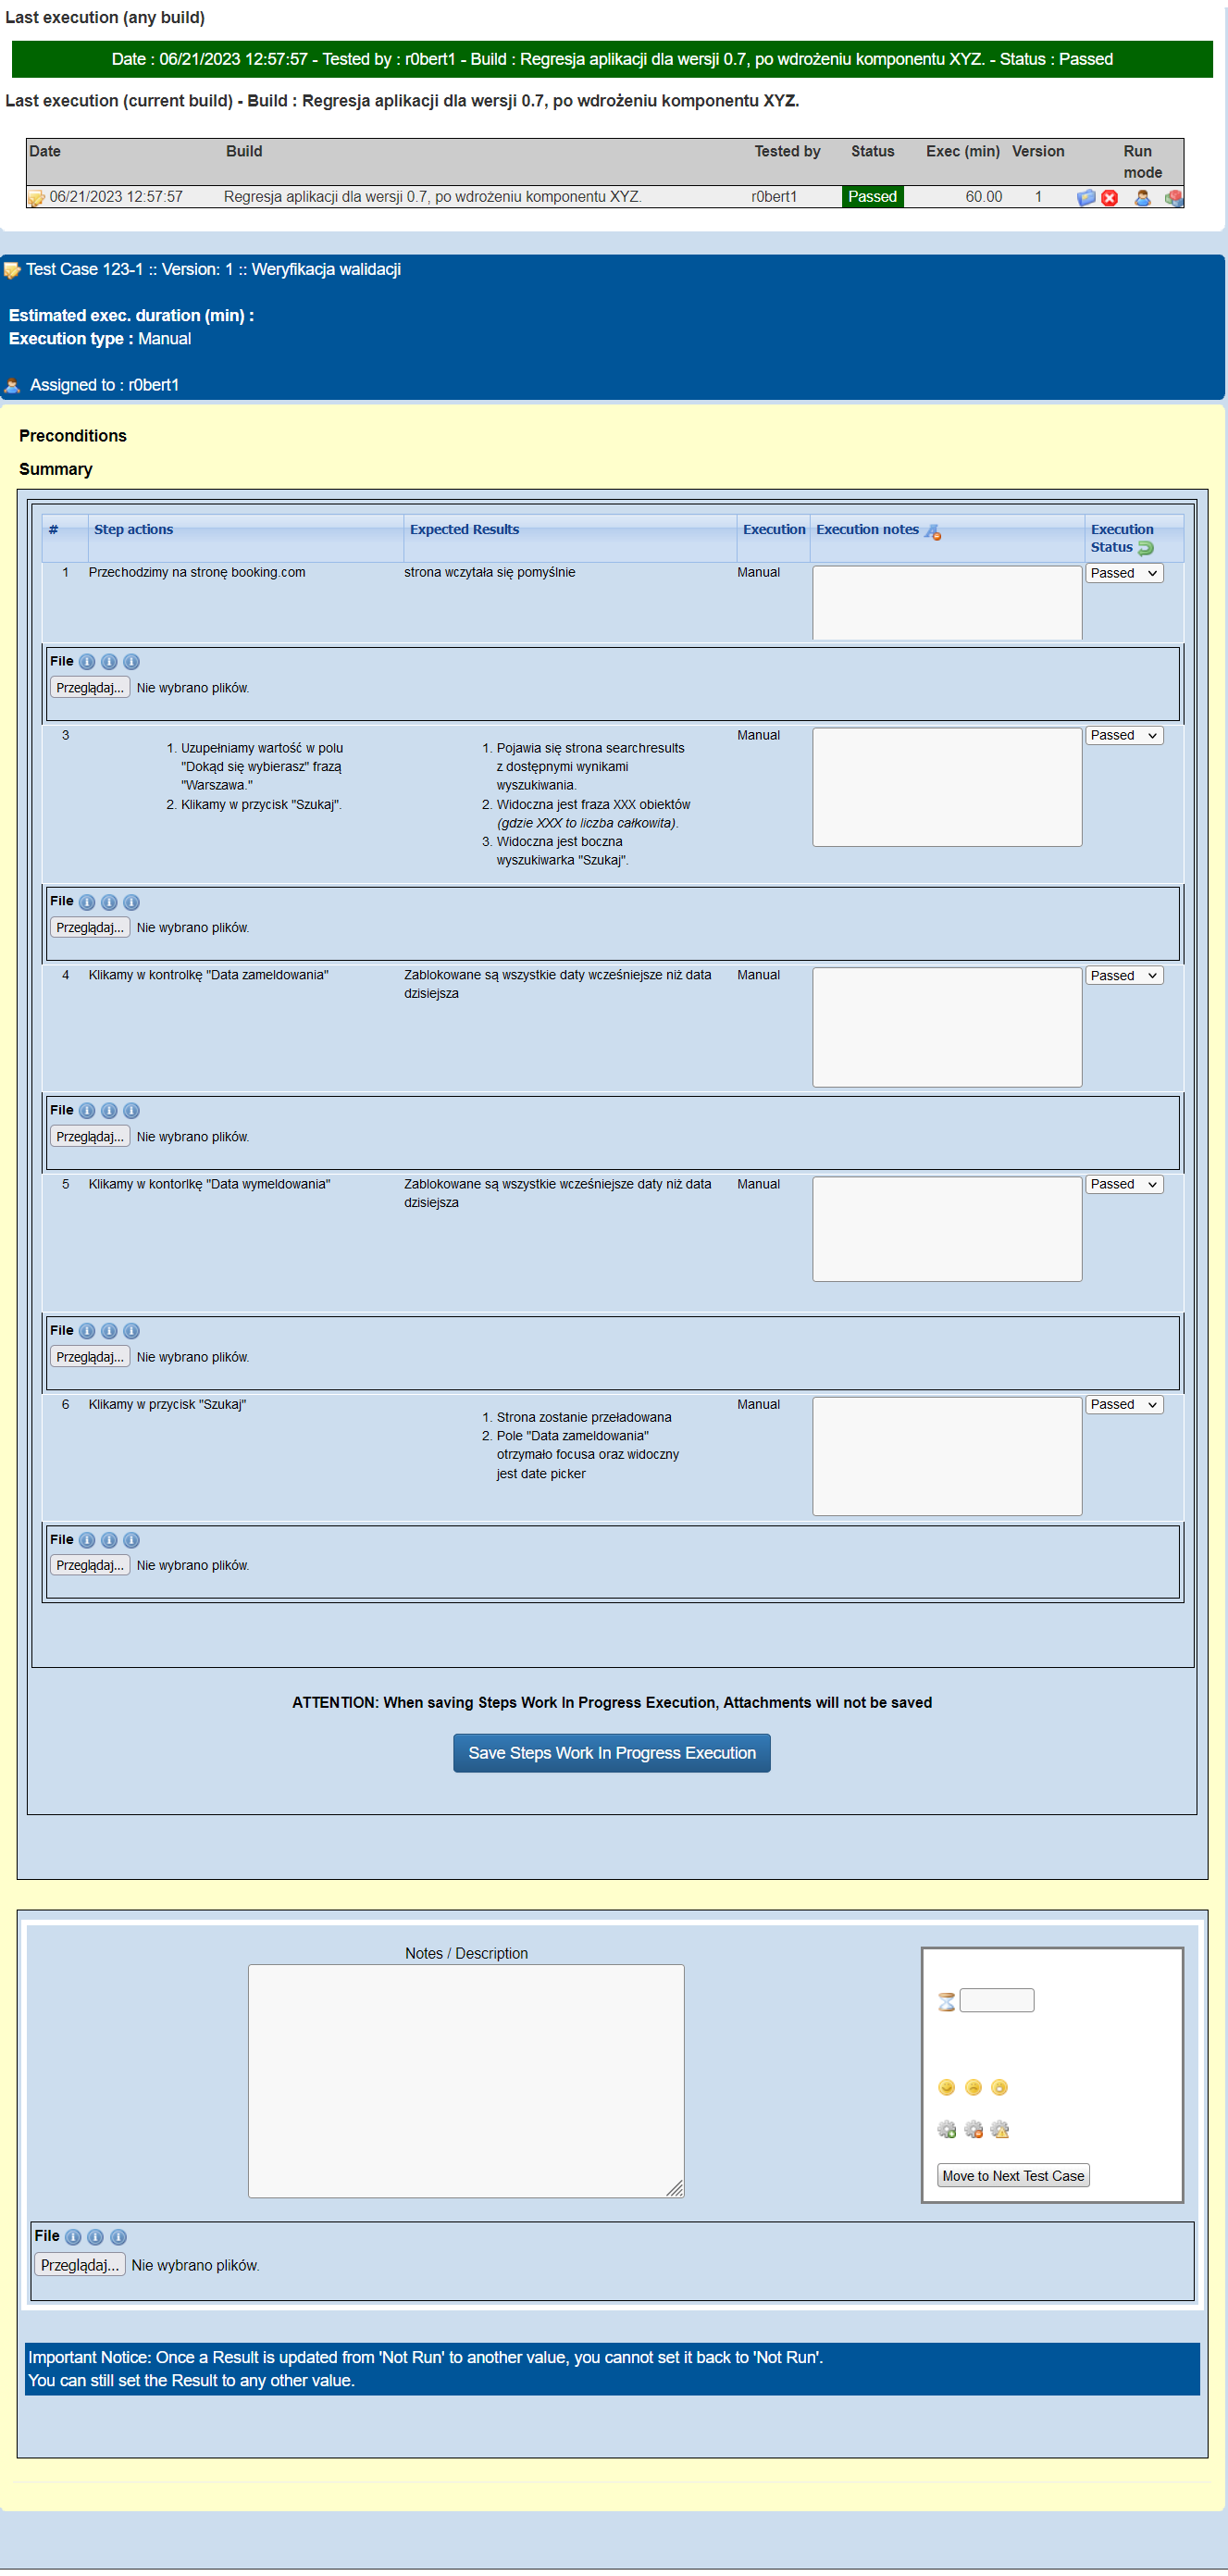 Last execution (any build)
Date : 06/21/2023 12:57:57 - Tested by : r0bert1 - Build : Regresja aplikacji dla wersji 0.7, po wdrożeniu komponentu XYZ. - Status : Passed
Last execution (current build) - Build : Regresja aplikacji dla wersji 0.7, po wdrożeniu komponentu XYZ.
Date Build Tested by Status Exec (min) Version Run
mode
06/21/2023 12:57:57 Regresja aplikacji dla wersji 0.7, po wdrożeniu komponentu XYZ. r0bert1 Passed 60.00 1
Test Case 123-1 :: Version: 1 :: Weryfikacja walidacji
Estimated exec. duration (min) :
Execution type : Manual
Assigned to : r0bert1
Preconditions
Summary
# Step actions Expected Results Execution Execution notes Execution
Status
1 Przechodzimy na stronę booking.com strona wczytała się pomyślnie Manual Passed
File
Przeglądaj... Nie wybrano plików.
3 Manual Passed
1. Uzupełniamy wartość w polu
"Dokąd się wybierasz" frazą
"Warszawa."
2. Klikamy w przycisk "Szukaj".
1. Pojawia się strona searchresults
z dostępnymi wynikami
wyszukiwania.
2. Widoczna jest fraza XXX obiektów
(gdzie XXX to liczba całkowita).
3. Widoczna jest boczna
wyszukiwarka "Szukaj".
File
Przeglądaj... Nie wybrano plików.
4 Klikamy w kontrolkę "Data zameldowania" Zablokowane są wszystkie daty wcześniejsze niż data Manual Passed
dzisiejsza
File
Przeglądaj... Nie wybrano plików.
5 Klikamy w kontorlkę "Data wymeldowania" Zablokowane są wszystkie wcześniejsze daty niż data Manual Passed
dzisiejsza
File
Przeglądaj... Nie wybrano plików.
6 Klikamy w przycisk "Szukaj" Manual Passed
1. Strona zostanie przeładowana
2. Pole "Data zameldowania"
otrzymało focusa oraz widoczny
jest date picker
File
Przeglądaj... Nie wybrano plików.
ATTENTION: When saving Steps Work In Progress Execution, Attachments will not be saved
Save Steps Work In Progress Execution
Notes / Description
Move to Next Test Case
File
Przeglądaj... Nie wybrano plików.
Important Notice: Once a Result is updated from 'Not Run' to another value, you cannot set it back to 'Not Run'.
You can still set the Result to any other value.